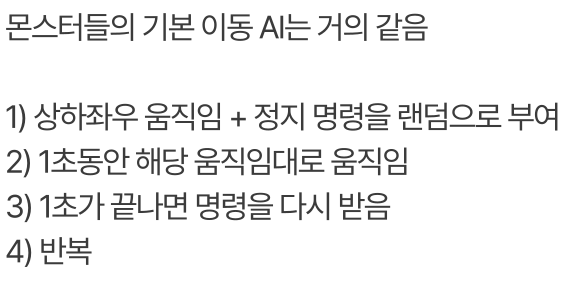 몬스터들의 기본 이동 AI는 거의 같음
1) 상하좌우 움직임 + 정지 명령을 랜덤으로 부여
2) 1초동안 해당 움직임대로 움직임
3) 1초가 끝나면 명령을 다시 받음
4) 반복